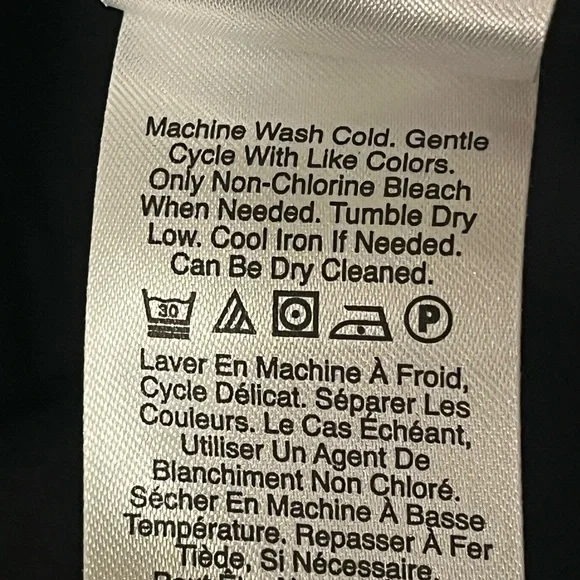 Machine Wash Cold. Gentle
Cycle With Like Colors.
Only Non-Chlorine Bleach
When Needed. Tumble Dry
Low. Cool Iron If Needed.
Can Be Dry Cleaned.
30 P
Laver En Machine À Froid,
Cycle Délicat. Séparer Les
Couleurs. Le Cas Échéant,
Utiliser Un Agent De
Blanchiment Non Chloré.
Sécher En Machine À Basse
Température. Repasser À Fer
Tiède, Si Nécessaire.